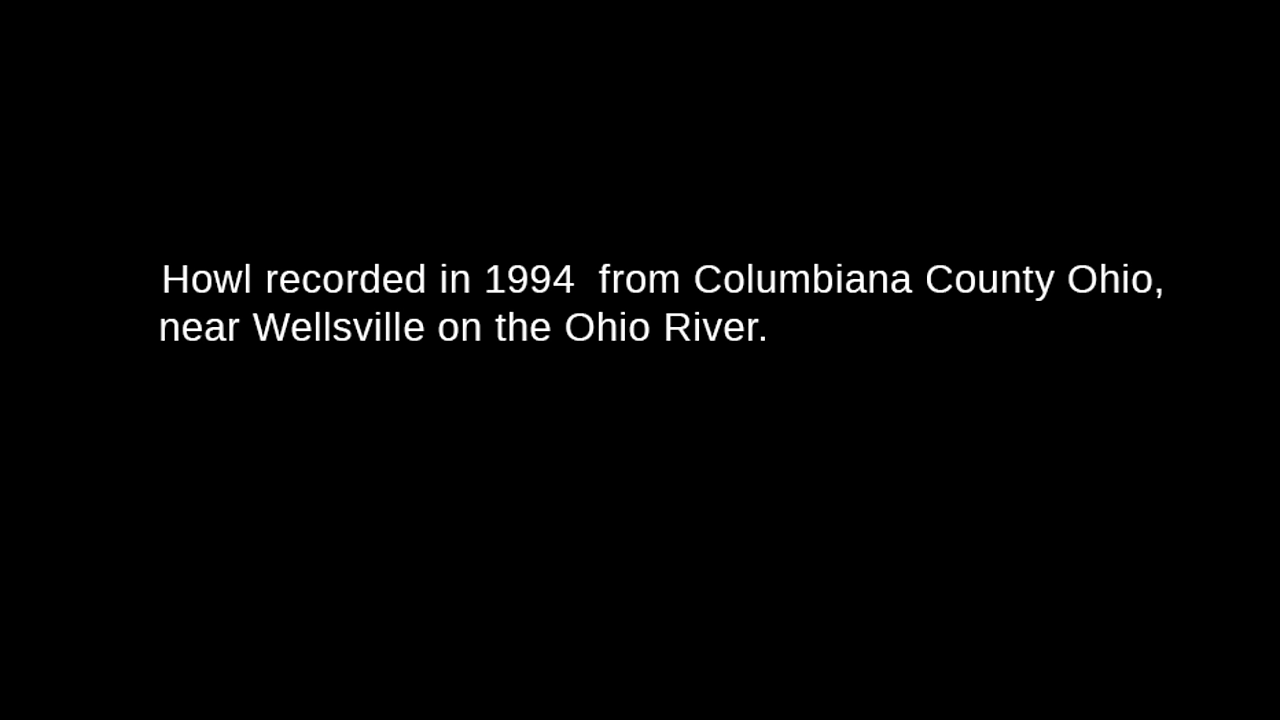 Howl recorded in 1994  from Columbiana County Ohio,
near Wellsville on the Ohio River.